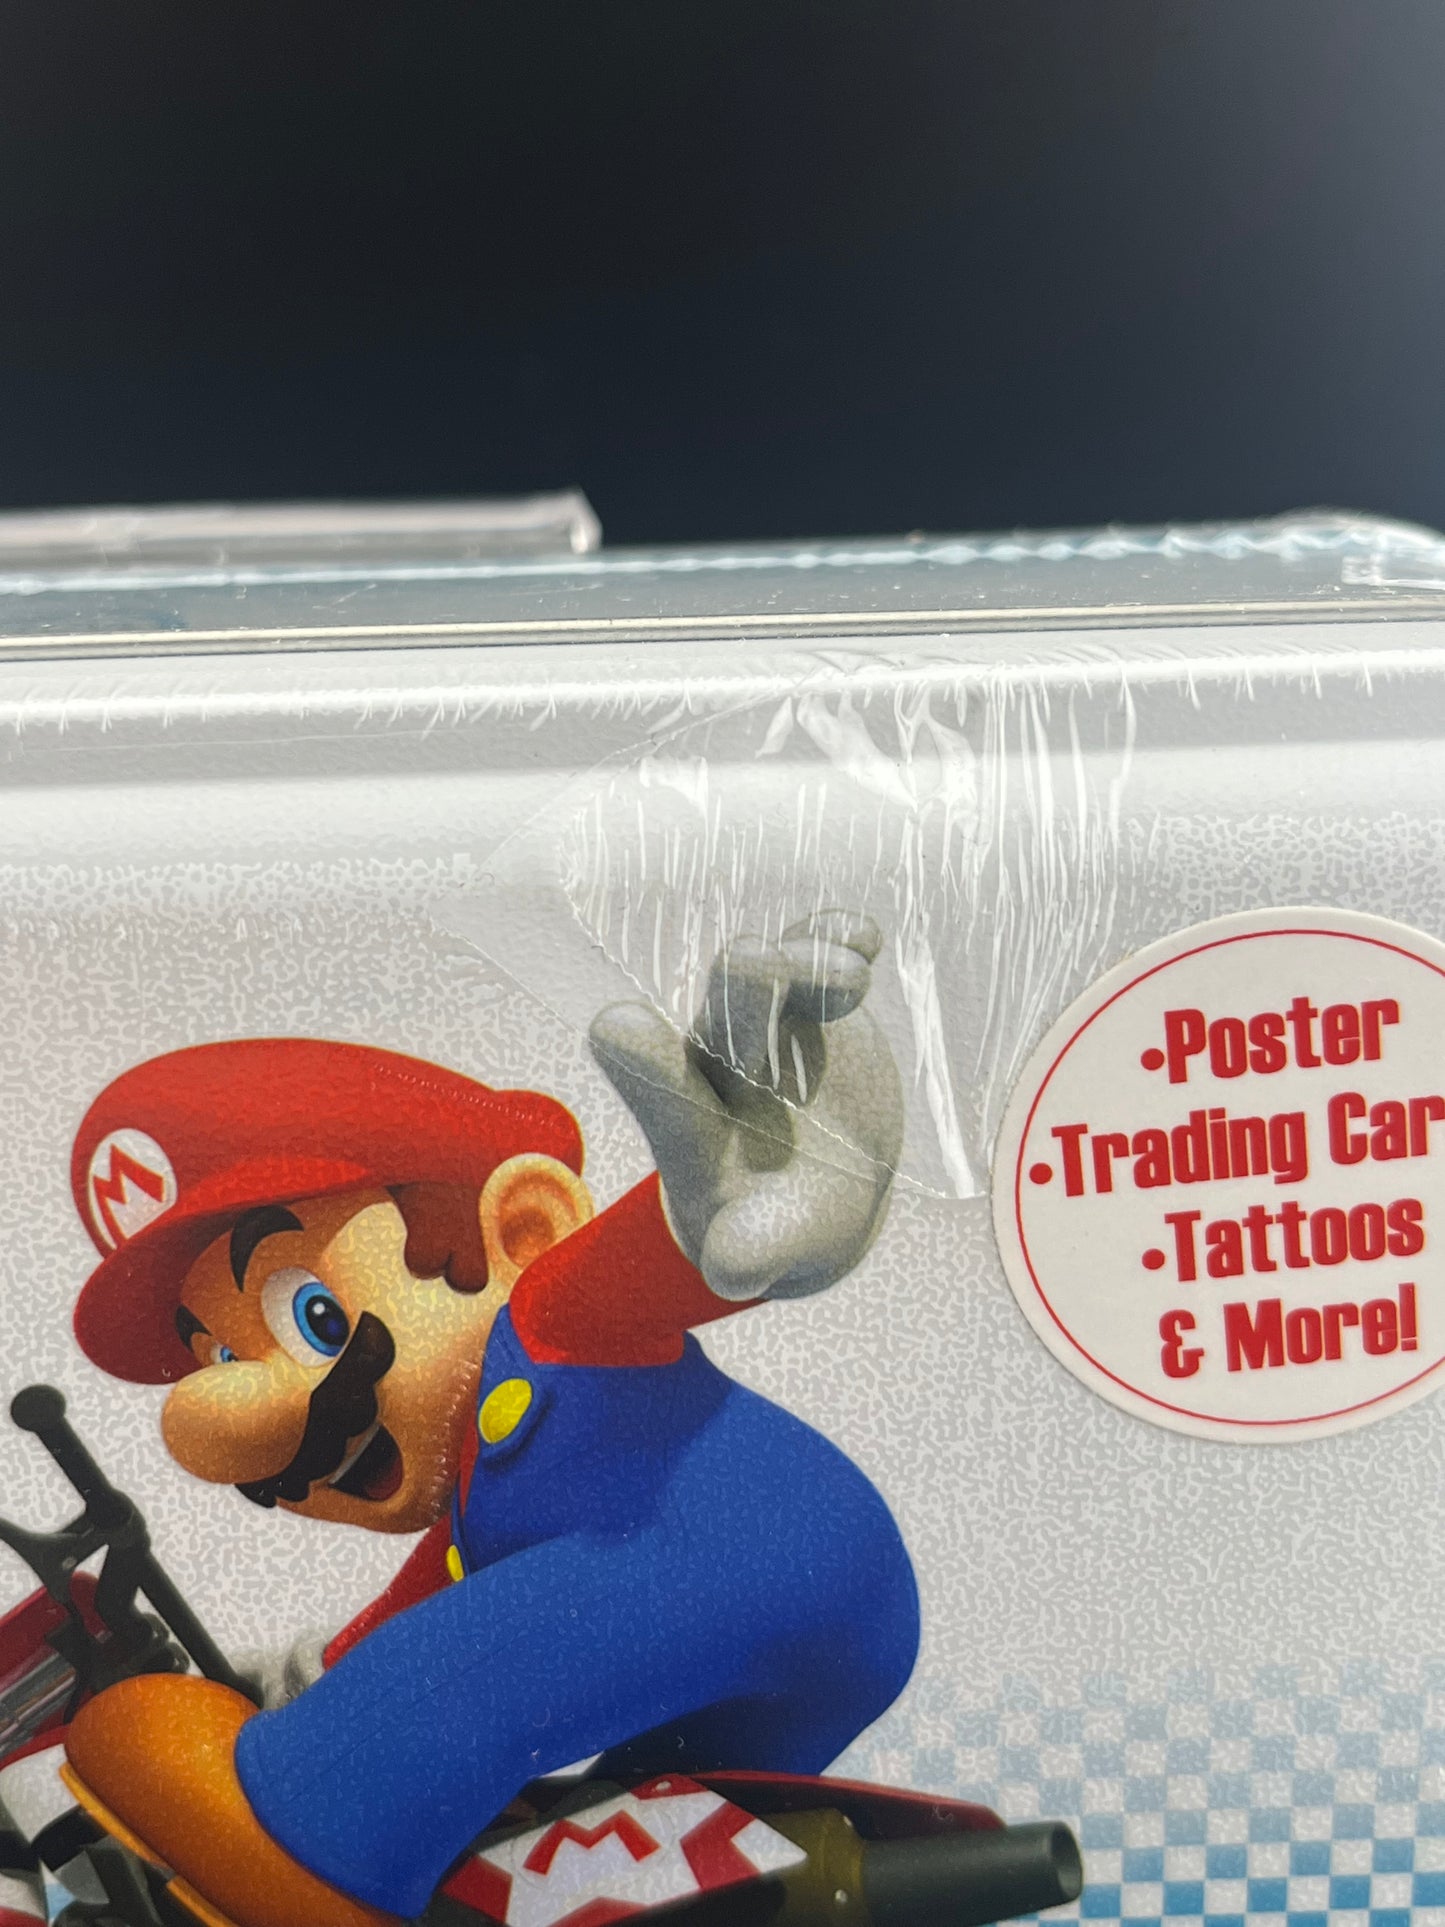 M
•Poster
•Trading Car
•Tattoos
& More!
M